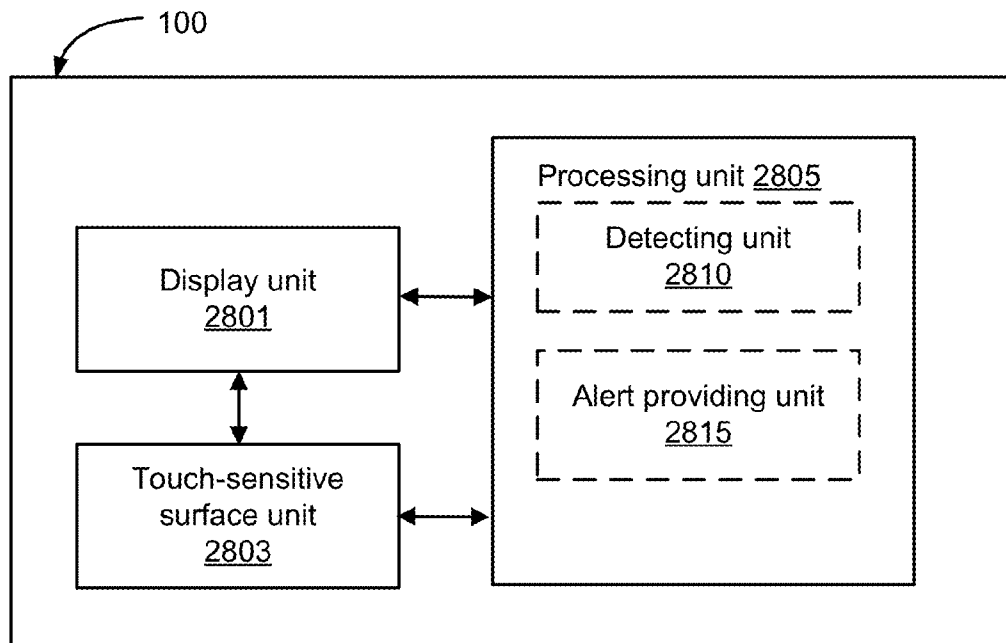 100
Processing unit 2805
Detecting unit
2810
Display unit
2801
Alert providing unit
2815
Touch-sensitive
surface unit
2803